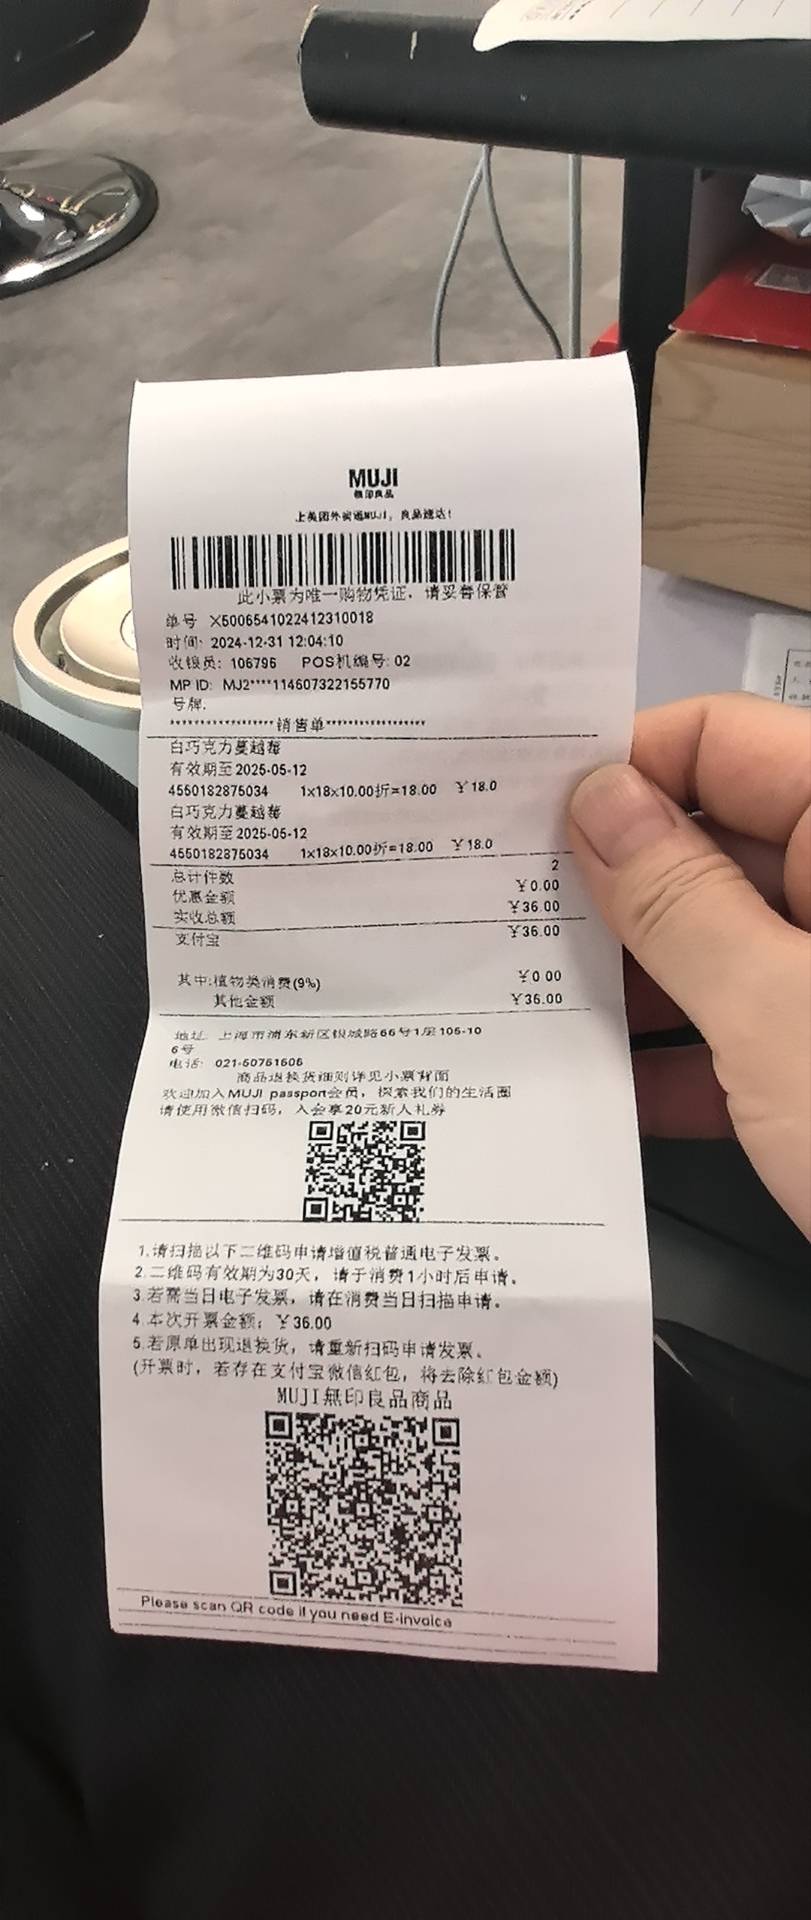 MUJI
無印良品
上美团外卖逛MUJI，良品速达！
此小票为唯一购物凭证，请妥善保管
单号 X5006541022412310018
时间: 2024-12-31 12:04:10
收银员: 106796 POS机编号: 02
MP ID: MJ2****114607322155770
号牌:
******************销售单******************
白巧克力蔓越莓
有效期至2025-05-12
4550182875034 1x18x10.00折=18.00 ￥18.0
白巧克力蔓越莓
有效期至2025-05-12
4550182875034 1x18x10.00折=18.00 ￥18.0
总计件数 2
优惠金额 ￥0.00
实收总额 ￥36.00
支付宝 ￥36.00
其中:植物类消费(9%) ￥0.00
其他金额 ￥36.00
地址: 上海市浦东新区银城路66号1层105-10
6号
电话: 021-50761606
商品退换货细则详见小票背面
欢迎加入MUJI passport会员，探索我们的生活圈
请使用微信扫码，入会享20元新人礼券
1.请扫描以下二维码申请增值税普通电子发票。
2.二维码有效期为30天，请于消费1小时后申请。
3.若需当日电子发票，请在消费当日扫描申请。
4.本次开票金额：￥36.00
5.若原单出现退换货，请重新扫码申请发票。
(开票时，若存在支付宝微信红包，将去除红包金额)
MUJI無印良品商品
Please scan QR code if you need E-invoice